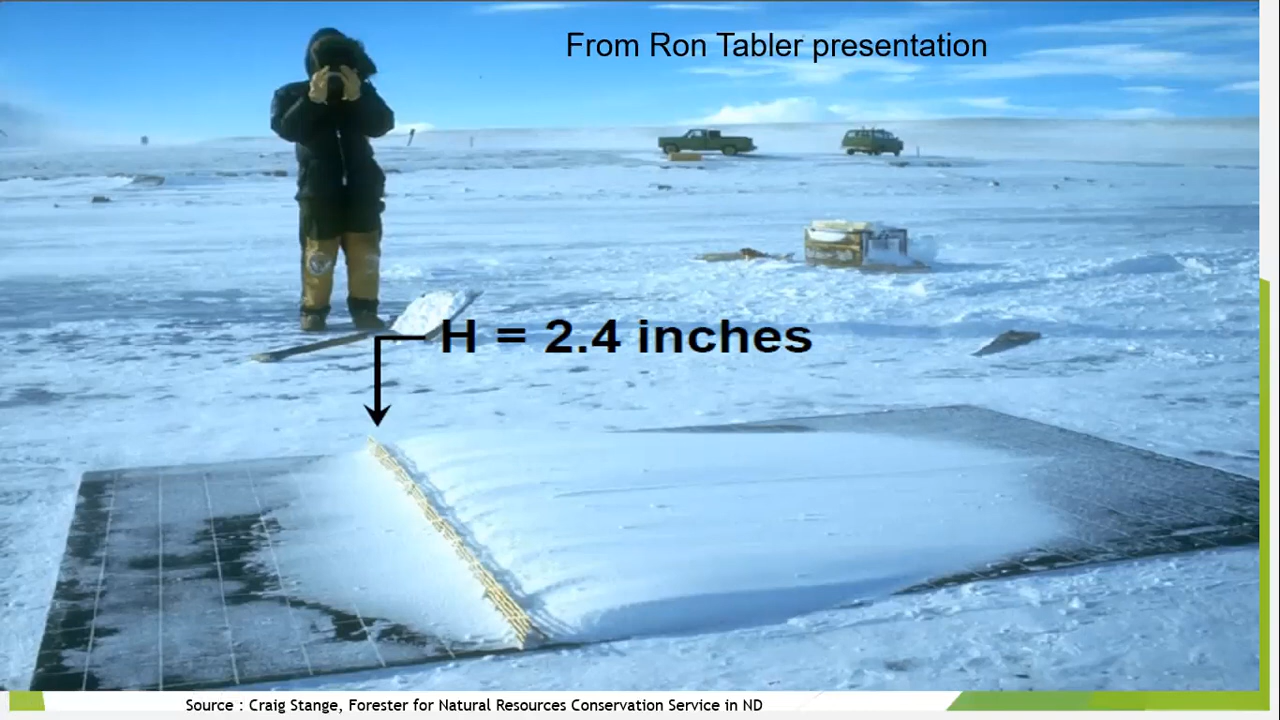 From Ron Tabler presentation
H = 2.4 inches
Source : Craig Stange, Forester for Natural Resources Conservation Service in ND